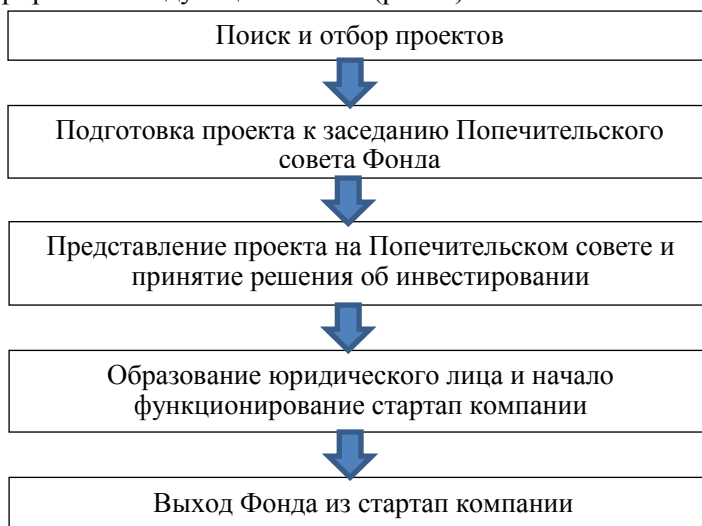 Поиск и отбор проектов
Подготовка проекта к заседанию Попечительского
совета Фонда
Представление проекта на Попечительском совете и
принятие решения об инвестировании
Образование юридического лица и начало
функционирование стартап компании
Выход Фонда из стартап компании